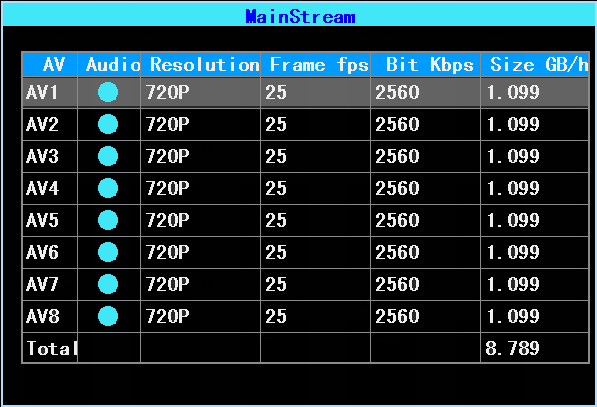 MainStream
AV Audio Resolution Frame fps Bit Kbps Size GB/h
AV1 720P 25 2560 1.099
AV2 720P 25 2560 1.099
AV3 720P 25 2560 1.099
AV4 720P 25 2560 1.099
AV5 720P 25 2560 1.099
AV6 720P 25 2560 1.099
AV7 720P 25 2560 1.099
AV8 720P 25 2560 1.099
Total 8.789